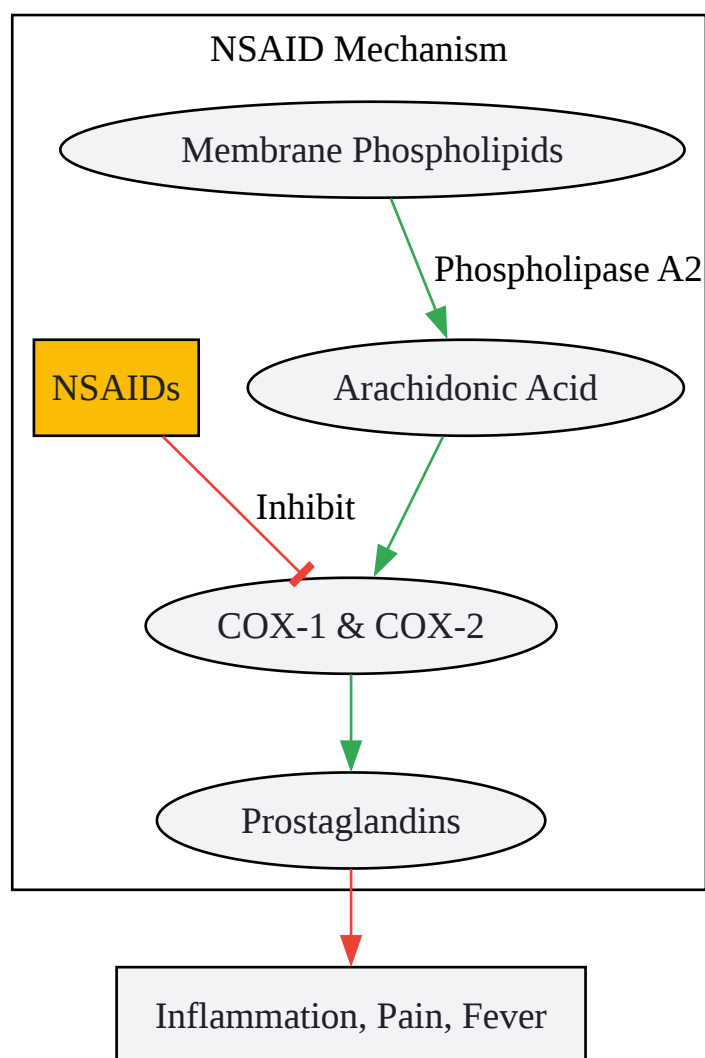 NSAID Mechanism
Membrane Phospholipids
Phospholipase A2
NSAIDs
Arachidonic Acid
Inhibit
COX-1 & COX-2
Prostaglandins
Inflammation, Pain, Fever